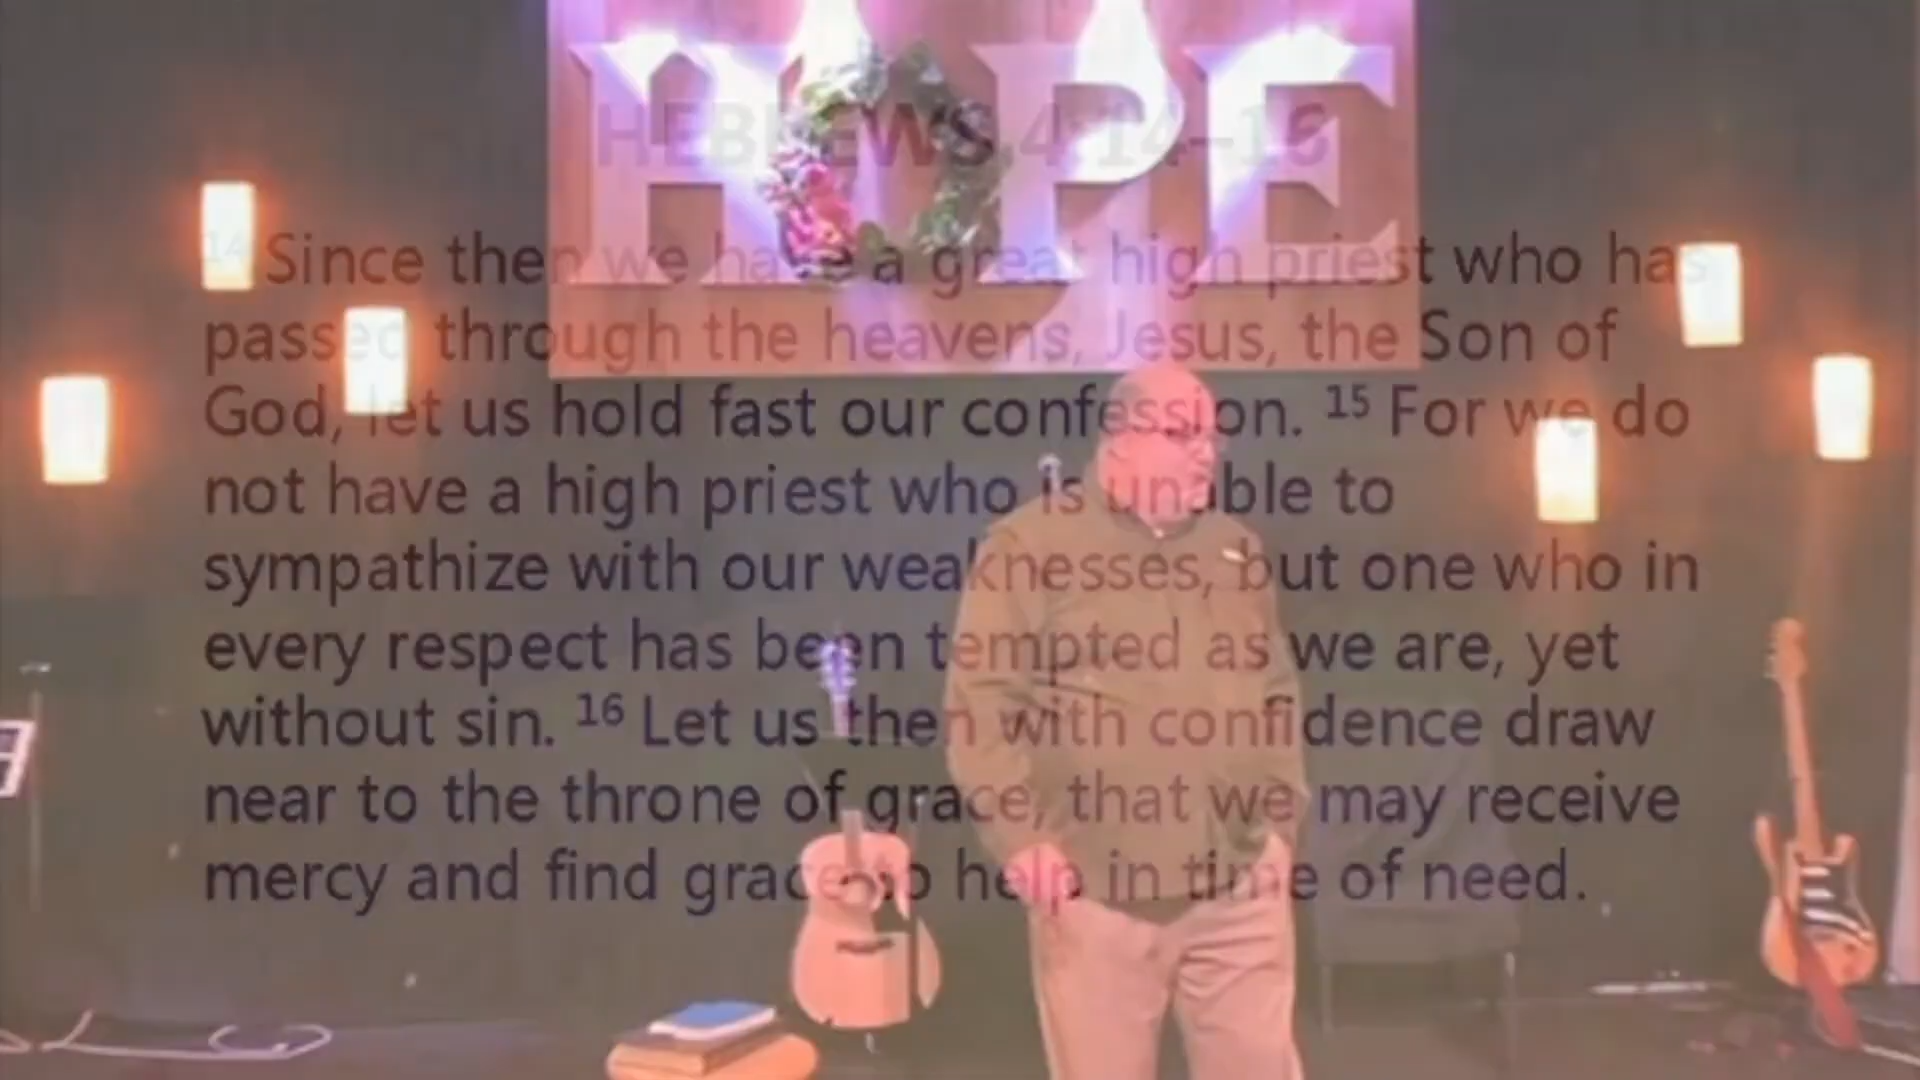 HOPE
HEBREWS 4:14–16
14 Since then we have a great high priest who has
passed through the heavens, Jesus, the Son of
God, let us hold fast our confession. 15 For we do
not have a high priest who is unable to
sympathize with our weaknesses, but one who in
every respect has been tempted as we are, yet
without sin. 16 Let us then with confidence draw
near to the throne of grace, that we may receive
mercy and find grace to help in time of need.